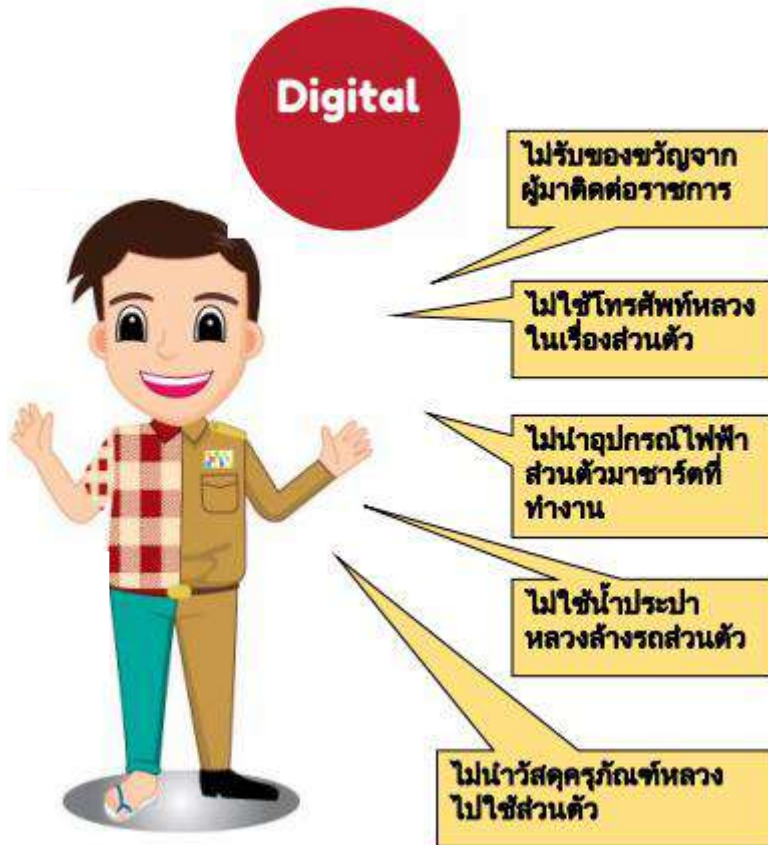 Digital
ไม่รับของขวัญจาก
ผู้มาติดต่อราชการ
ไม่ใช้โทรศัพท์หลวง
ในเรื่องส่วนตัว
ไม่นำอุปกรณ์ไฟฟ้า
ส่วนตัวมาชาร์ตที่
ทำงาน
ไม่ใช้น้ำประปา
หลวงล้างรถส่วนตัว
ไม่นำวัสดุครุภัณฑ์หลวง
ไปใช้ส่วนตัว